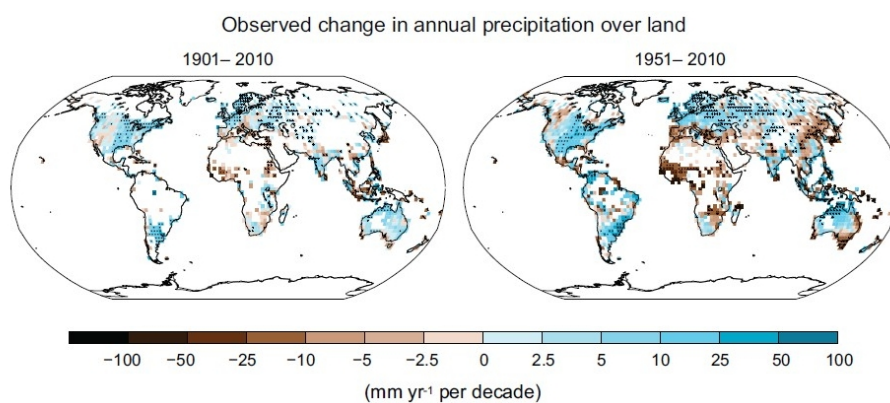 Observed change in annual precipitation over land
1901– 2010
1951– 2010
−100 −50 −25 −10 −5 −2.5 0 2.5 5 10 25 50 100
(mm yr-1 per decade)